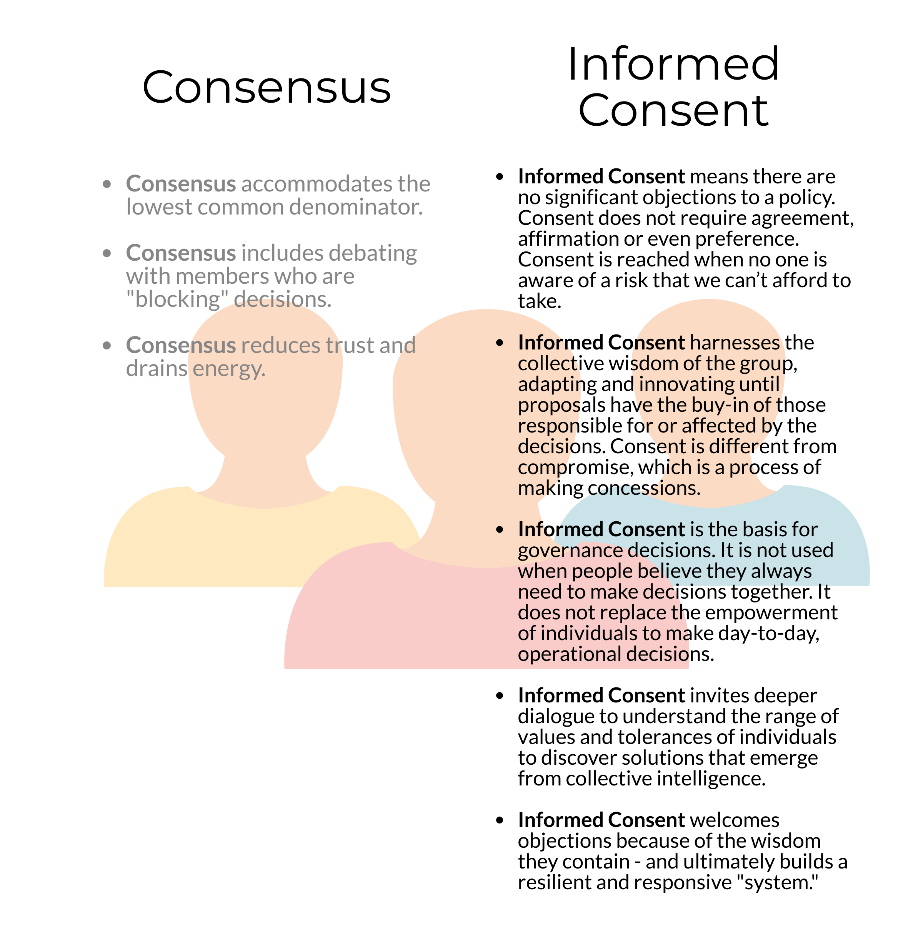 Consensus
• Consensus accommodates the
lowest common denominator.
• Consensus includes debating
with members who are
"blocking" decisions.
• Consensus reduces trust and
drains energy.
Informed
Consent
• Informed Consent means there are
no significant objections to a policy.
Consent does not require agreement,
affirmation or even preference.
Consent is reached when no one is
aware of a risk that we can’t afford to
take.
• Informed Consent harnesses the
collective wisdom of the group,
adapting and innovating until
proposals have the buy-in of those
responsible for or affected by the
decisions. Consent is different from
compromise, which is a process of
making concessions.
• Informed Consent is the basis for
governance decisions. It is not used
when people believe they always
need to make decisions together. It
does not replace the empowerment
of individuals to make day-to-day,
operational decisions.
• Informed Consent invites deeper
dialogue to understand the range of
values and tolerances of individuals
to discover solutions that emerge
from collective intelligence.
• Informed Consent welcomes
objections because of the wisdom
they contain - and ultimately builds a
resilient and responsive "system."